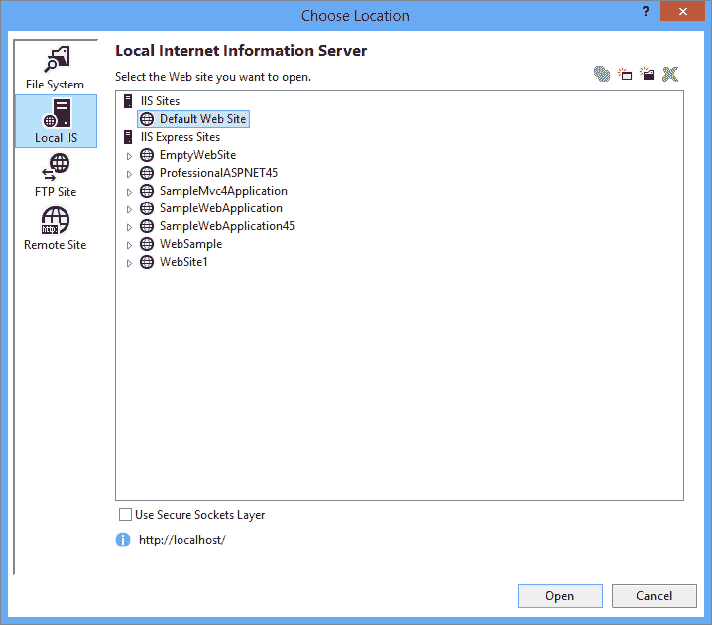 Choose Location
?
Local Internet Information Server
Select the Web site you want to open.
File System
Local IIS
FTP Site
http
Remote Site
IIS Sites
Default Web Site
IIS Express Sites
EmptyWebSite
ProfessionalASPNET45
SampleMvc4Application
SampleWebApplication
SampleWebApplication45
WebSample
WebSite1
Use Secure Sockets Layer
http://localhost/
Open
Cancel